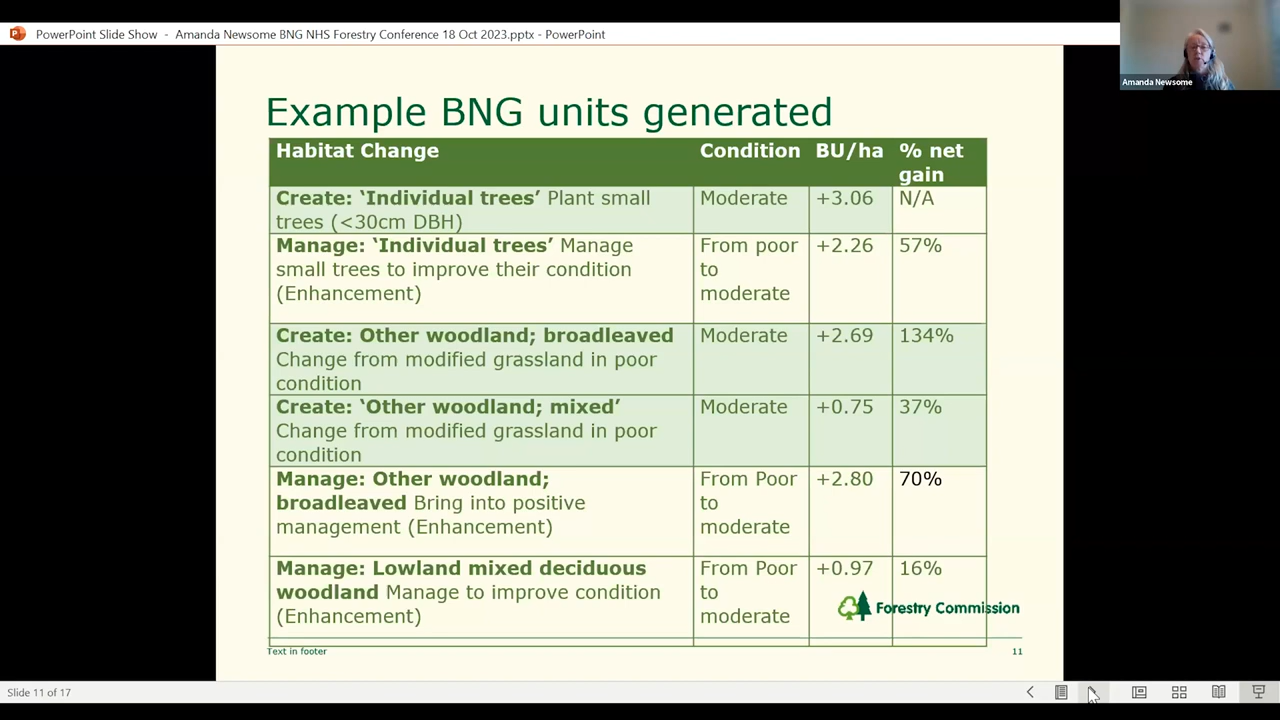 PowerPoint Slide Show - Amanda Newsome BNG NHS Forestry Conference 18 Oct 2023.pptx - PowerPoint
Amanda Newsome
Example BNG units generated
Habitat Change
Condition
BU/ha
% net
gain
Create: ‘Individual trees’ Plant small
trees (<30cm DBH)
Moderate
+3.06
N/A
Manage: ‘Individual trees’ Manage
small trees to improve their condition
(Enhancement)
From poor
to
moderate
+2.26
57%
Create: Other woodland; broadleaved
Change from modified grassland in poor
condition
Moderate
+2.69
134%
Create: ‘Other woodland; mixed’
Change from modified grassland in poor
condition
Moderate
+0.75
37%
Manage: Other woodland;
broadleaved Bring into positive
management (Enhancement)
From Poor
to
moderate
+2.80
70%
Manage: Lowland mixed deciduous
woodland Manage to improve condition
(Enhancement)
From Poor
to
moderate
+0.97
16%
Forestry Commission
Text in footer
11
Slide 11 of 17